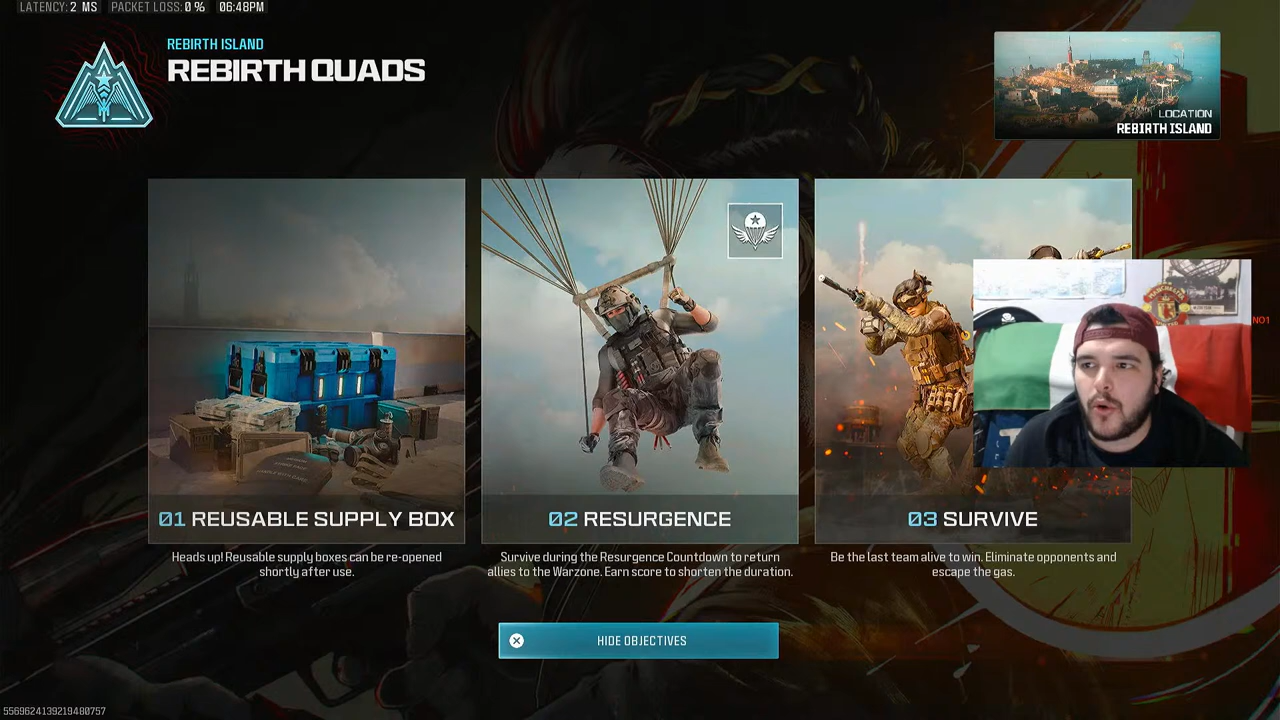 LATENCY: 2 MS PACKET LOSS: 0 % 06:48PM
REBIRTH ISLAND
REBIRTH QUADS
LOCATION
REBIRTH ISLAND
01 REUSABLE SUPPLY BOX
02 RESURGENCE
03 SURVIVE
Heads up! Reusable supply boxes can be re-opened
shortly after use.
Survive during the Resurgence Countdown to return
allies to the Warzone. Earn score to shorten the duration.
Be the last team alive to win. Eliminate opponents and
escape the gas.
HIDE OBJECTIVES
5569624139219480757